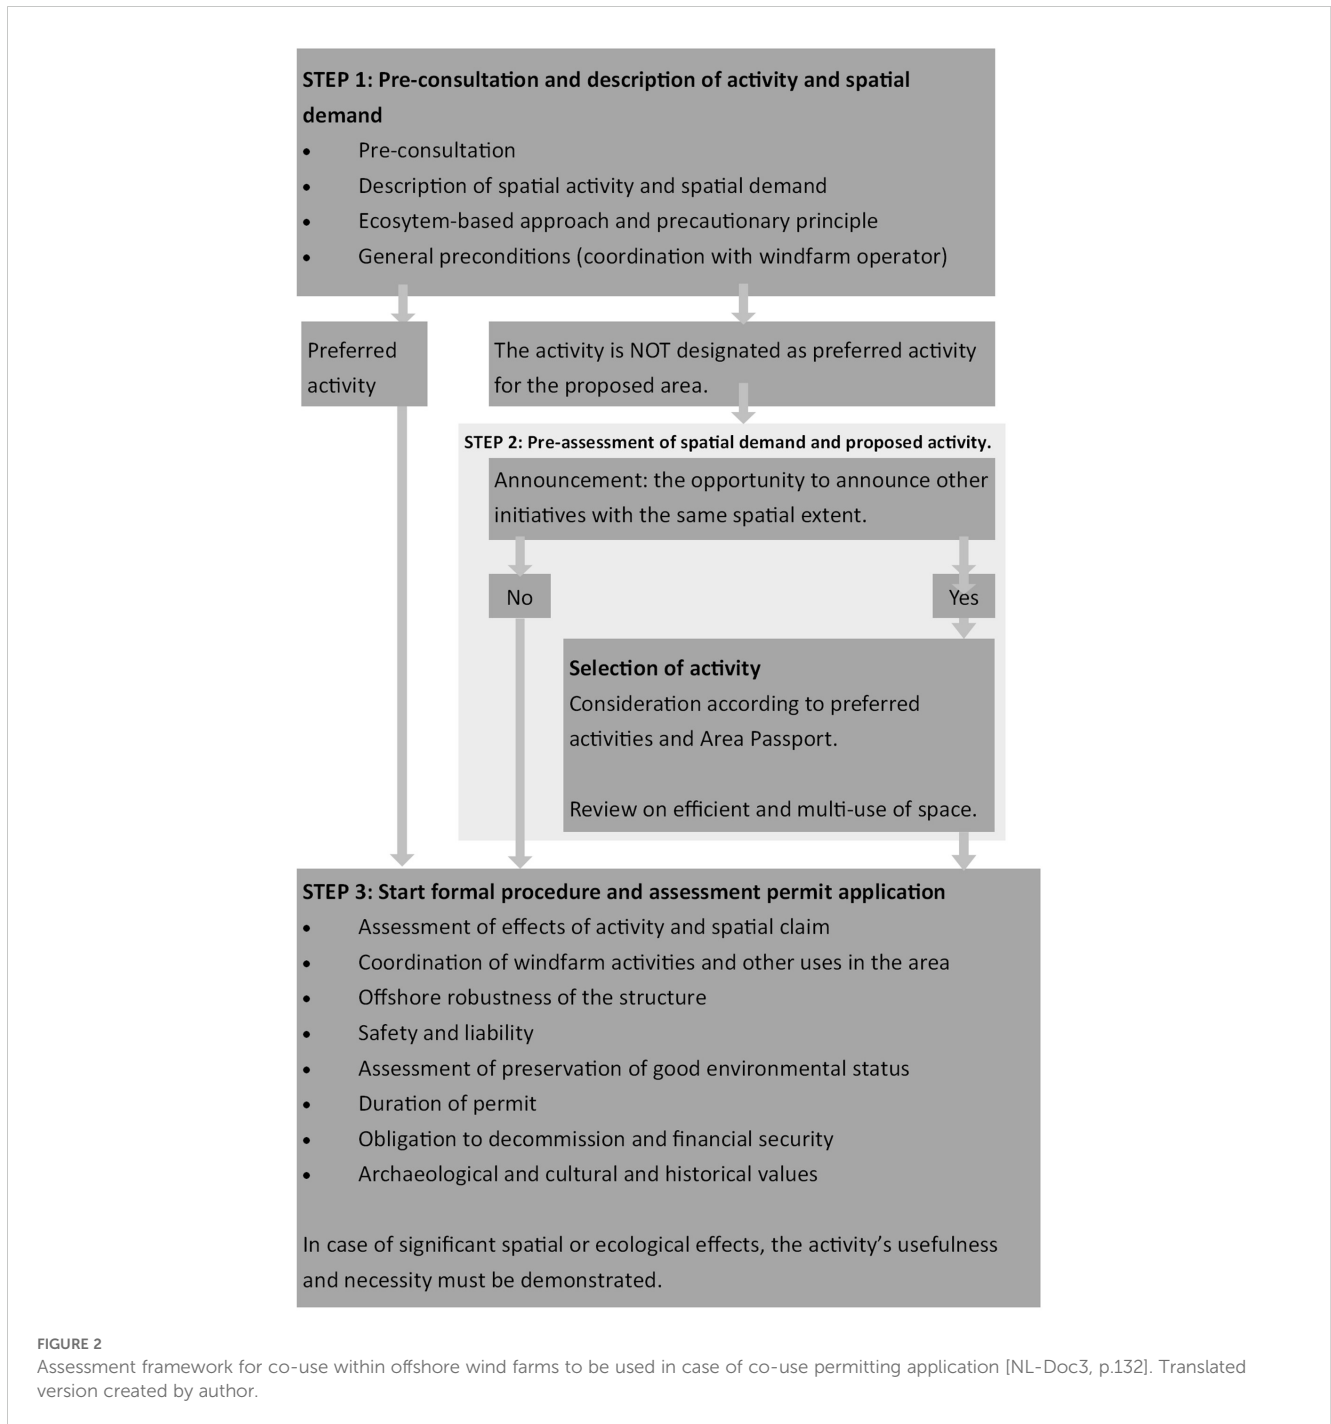 STEP 1: Pre-consultation and description of activity and spatial
demand
• Pre-consultation
• Description of spatial activity and spatial demand
• Ecosytem-based approach and precautionary principle
• General preconditions (coordination with windfarm operator)
Preferred
activity
The activity is NOT designated as preferred activity
for the proposed area.
STEP 2: Pre-assessment of spatial demand and proposed activity.
Announcement: the opportunity to announce other
initiatives with the same spatial extent.
No
Yes
Selection of activity
Consideration according to preferred
activities and Area Passport.
Review on efficient and multi-use of space.
STEP 3: Start formal procedure and assessment permit application
• Assessment of effects of activity and spatial claim
• Coordination of windfarm activities and other uses in the area
• Offshore robustness of the structure
• Safety and liability
• Assessment of preservation of good environmental status
• Duration of permit
• Obligation to decommission and financial security
• Archaeological and cultural and historical values
In case of significant spatial or ecological effects, the activity’s usefulness
and necessity must be demonstrated.
FIGURE 2
Assessment framework for co-use within offshore wind farms to be used in case of co-use permitting application [NL-Doc3, p.132]. Translated
version created by author.